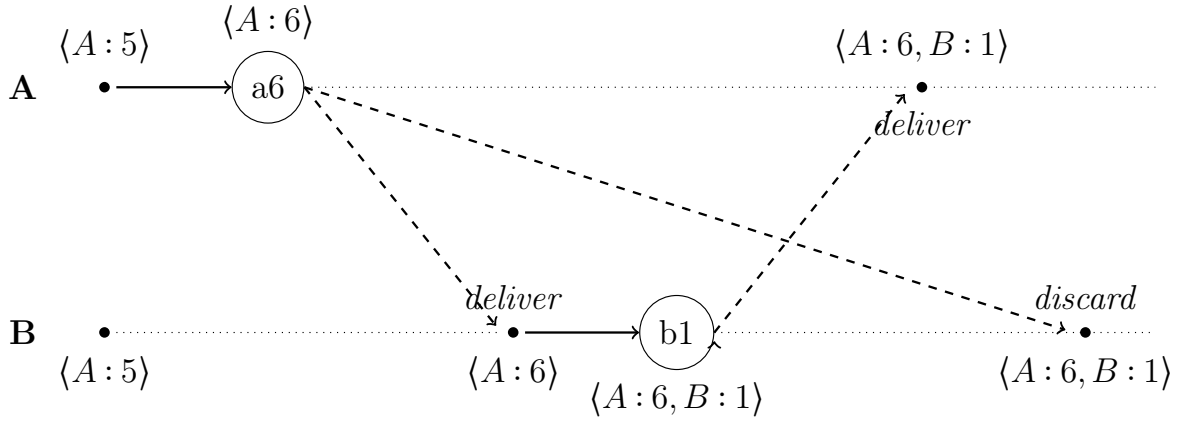 ⟨A : 6⟩
⟨A : 5⟩
⟨A : 6, B : 1⟩
A
a6
deliver
deliver
discard
B
b1
⟨A : 5⟩
⟨A : 6⟩
⟨A : 6, B : 1⟩
⟨A : 6, B : 1⟩